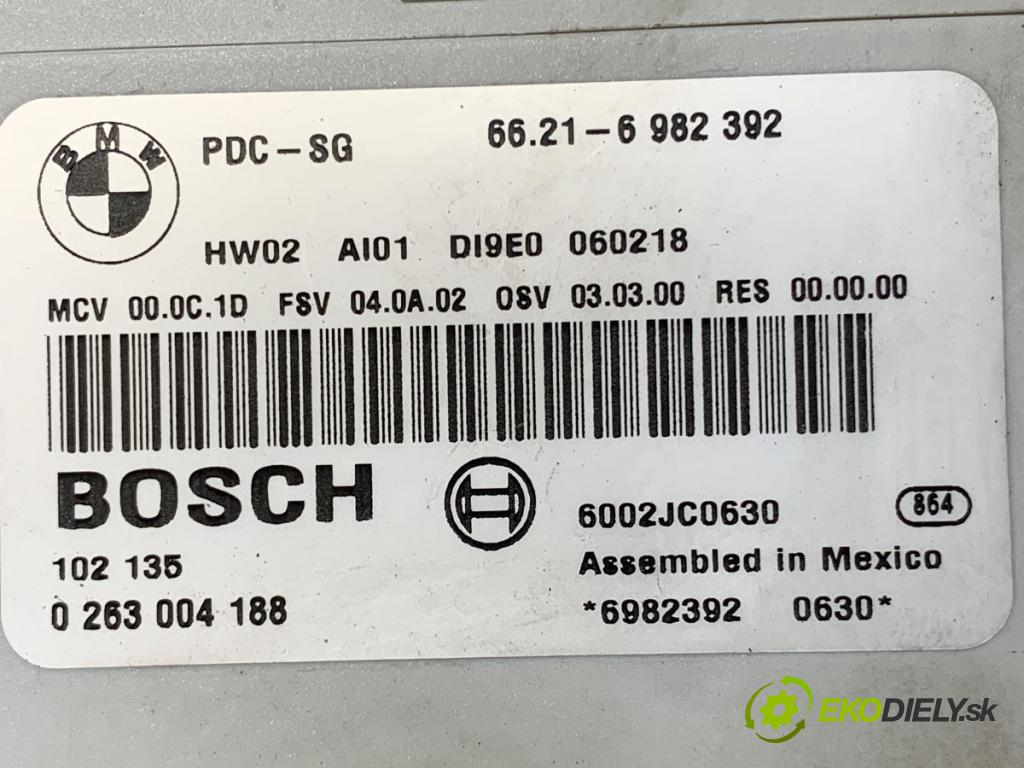 BMW
PDC-SG 66.21-6 982 392
HW02 AI01 DI9E0 060218
MCV 00.0C.1D FSV 04.0A.02 OSV 03.03.00 RES 00.00.00
BOSCH
6002JC0630 864
102 135 Assembled in Mexico
0 263 004 188 *6982392 0630*
EKODIELY.sk